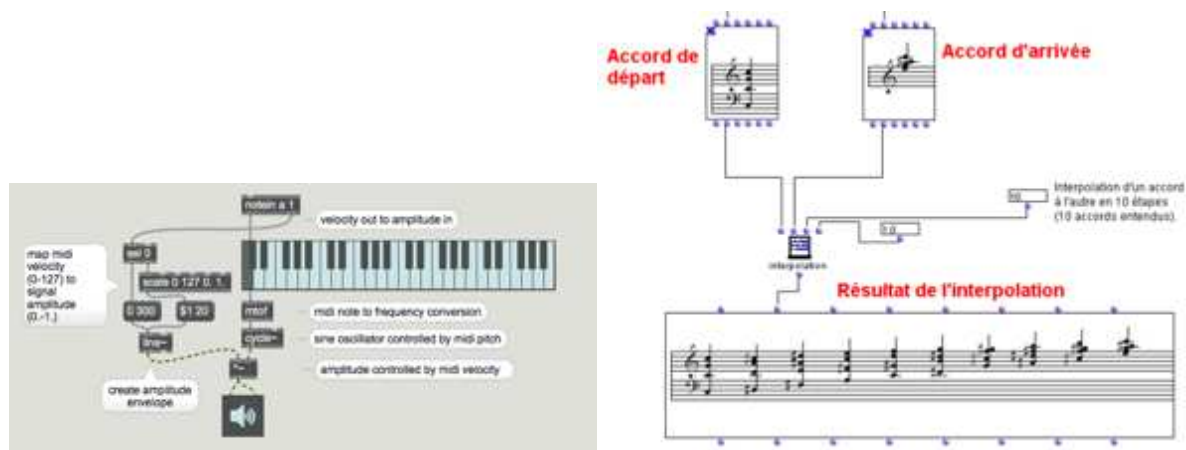 notein a 1
velocity out to amplitude in
map midi
velocity
(0-127) to
signal
amplitude
(0.-1.)
sel 0
scale 0 127 0. 1.
0 300
$1 20
mtof
midi note to frequency conversion
line~
cycle~
sine oscillator controlled by midi pitch
*~
amplitude controlled by midi velocity
create amplitude
envelope
Accord de
départ
Accord d'arrivée
10
Interpolation d'un accord
à l'autre en 10 étapes
(10 accords entendus).
1.0
interpolation
Résultat de l'interpolation